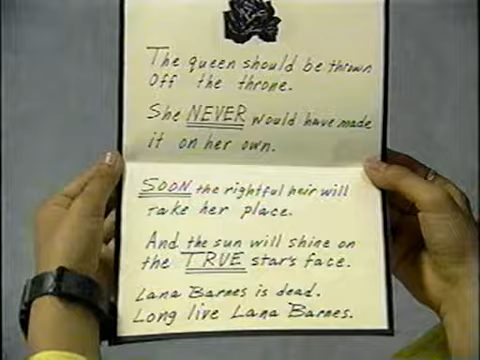 The queen should be thrown
off the throne.
She NEVER would have made
it on her own.
SOON the rightful heir will
take her place.
And the sun will shine on
the TRUE star's face.
Lana Barnes is dead.
Long live Lana Barnes.